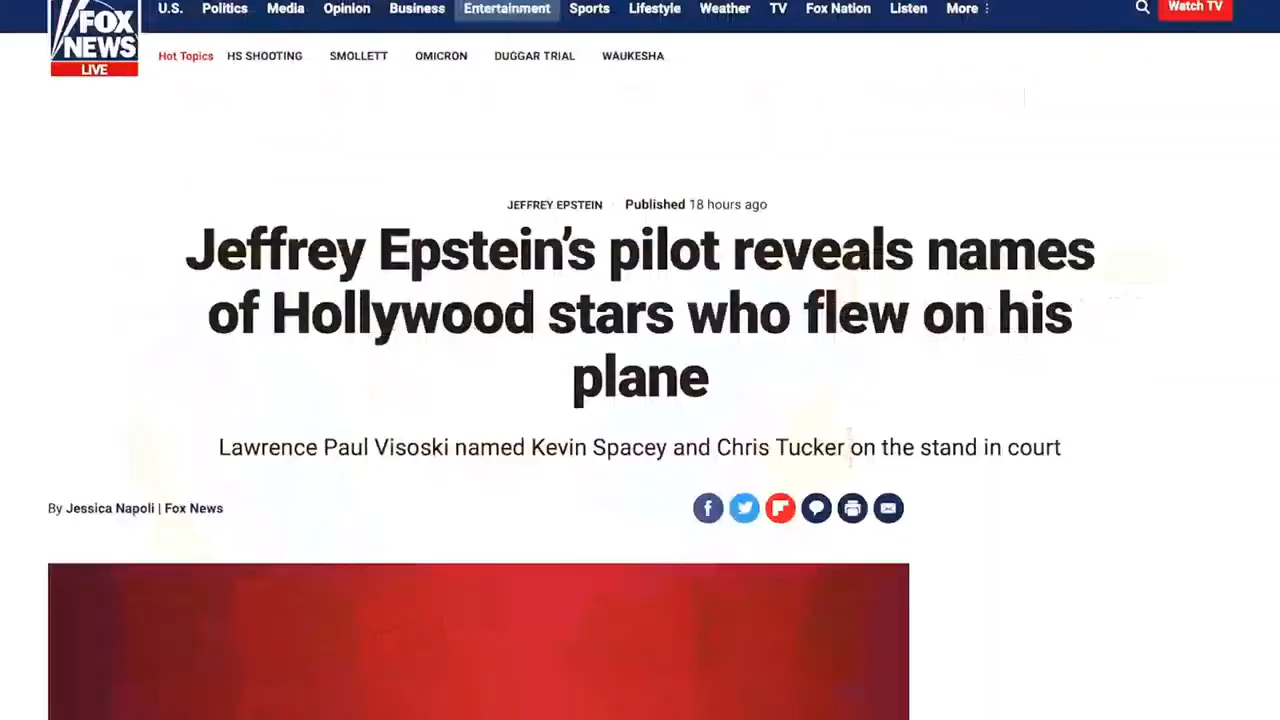 U.S. Politics Media Opinion Business Entertainment Sports Lifestyle Weather TV Fox Nation Listen More Watch TV
FOX
NEWS
LIVE
Hot Topics HS SHOOTING SMOLLETT OMICRON DUGGAR TRIAL WAUKESHA
JEFFREY EPSTEIN · Published 18 hours ago
Jeffrey Epstein's pilot reveals names
of Hollywood stars who flew on his
plane
Lawrence Paul Visoski named Kevin Spacey and Chris Tucker on the stand in court
By Jessica Napoli | Fox News